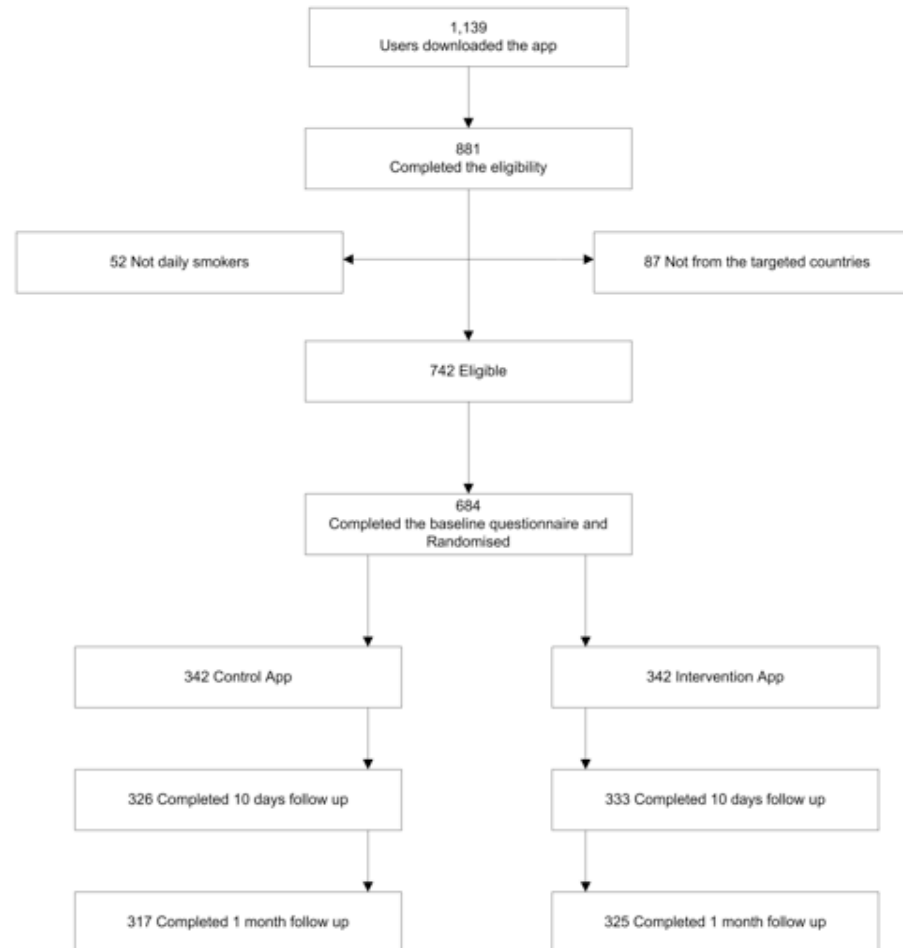 1,139
Users downloaded the app
881
Completed the eligibility
52 Not daily smokers
87 Not from the targeted countries
742 Eligible
684
Completed the baseline questionnaire and
Randomised
342 Control App
342 Intervention App
326 Completed 10 days follow up
333 Completed 10 days follow up
317 Completed 1 month follow up
325 Completed 1 month follow up